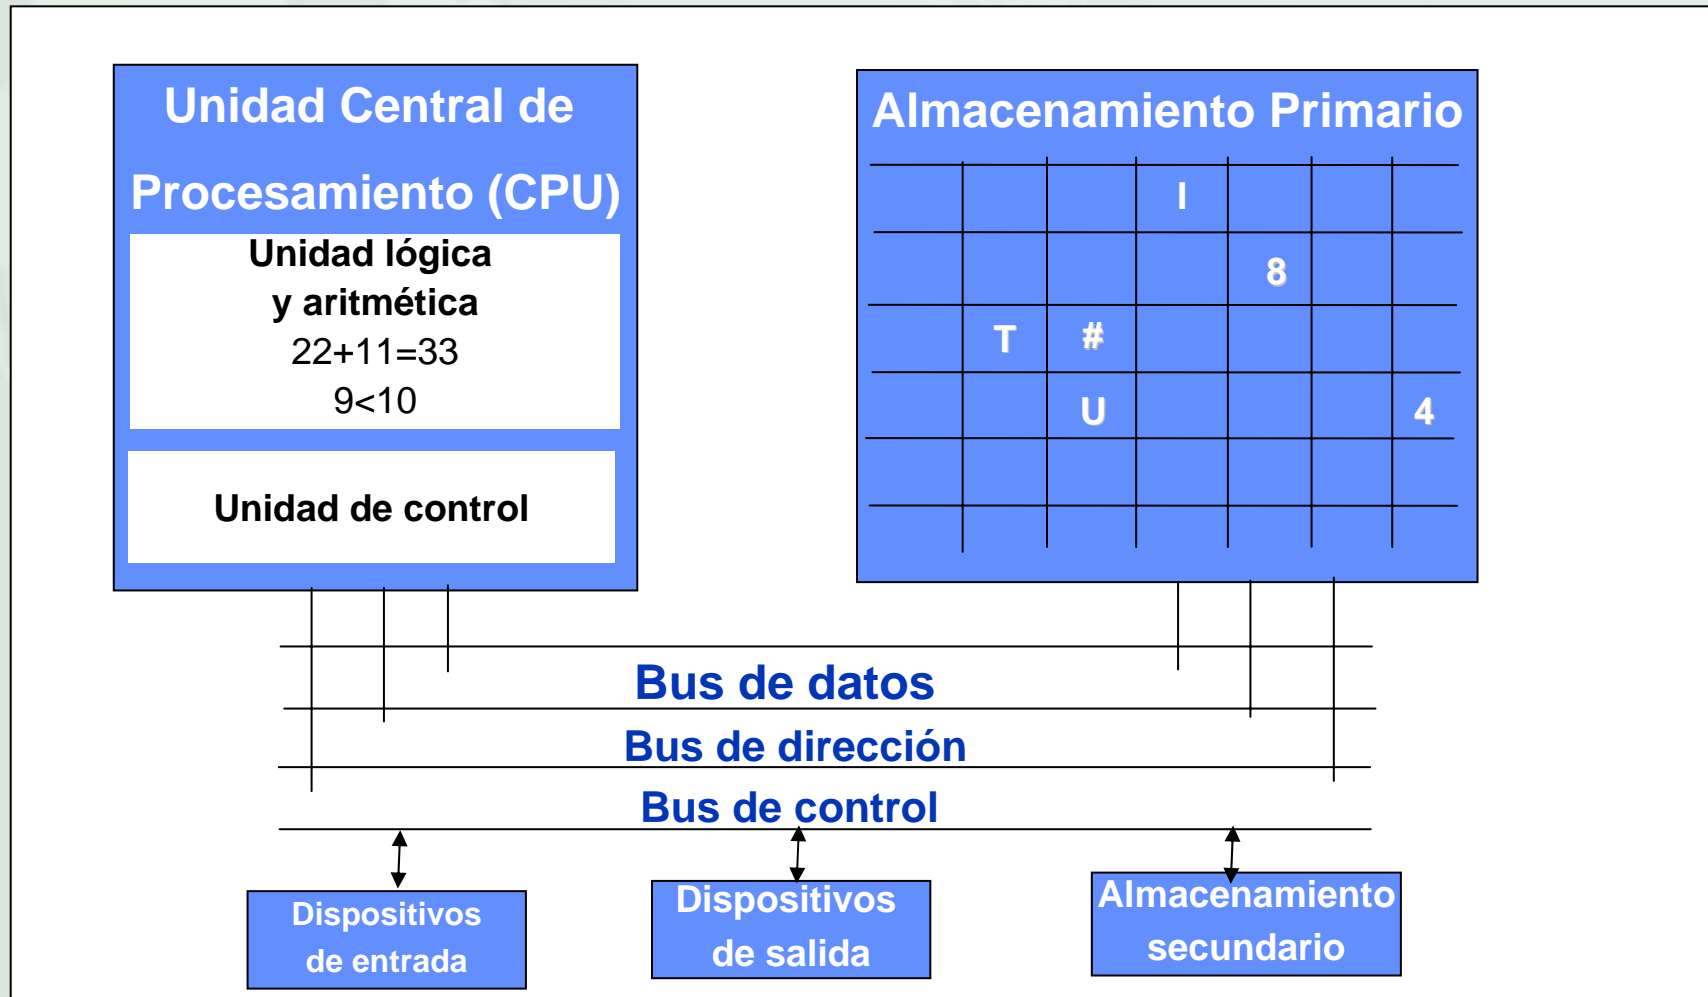 Unidad Central de
Procesamiento (CPU)
Unidad lógica
y aritmética
22+11=33
9<10
Unidad de control
Almacenamiento Primario
I
8
T #
U 4
Bus de datos
Bus de dirección
Bus de control
Dispositivos
de entrada
Dispositivos
de salida
Almacenamiento
secundario